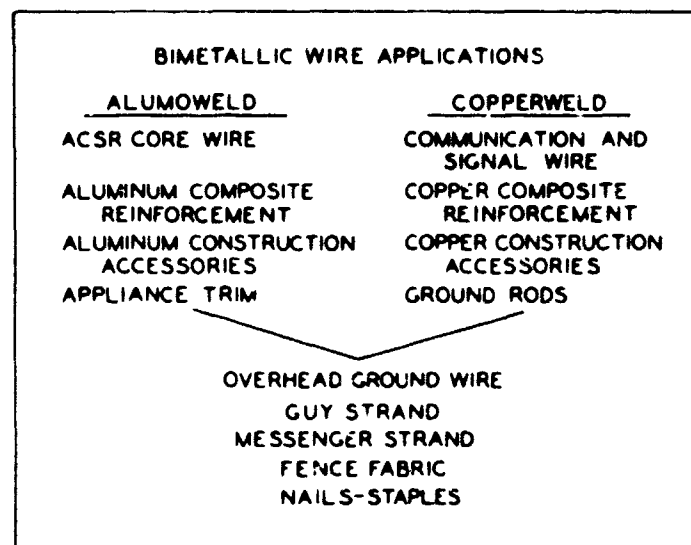 BIMETALLIC WIRE APPLICATIONS
ALUMOWELD
ACSR CORE WIRE
ALUMINUM COMPOSITE
REINFORCEMENT
ALUMINUM CONSTRUCTION
ACCESSORIES
APPLIANCE TRIM
COPPERWELD
COMMUNICATION AND
SIGNAL WIRE
COPPER COMPOSITE
REINFORCEMENT
COPPER CONSTRUCTION
ACCESSORIES
GROUND RODS
OVERHEAD GROUND WIRE
GUY STRAND
MESSENGER STRAND
FENCE FABRIC
NAILS-STAPLES